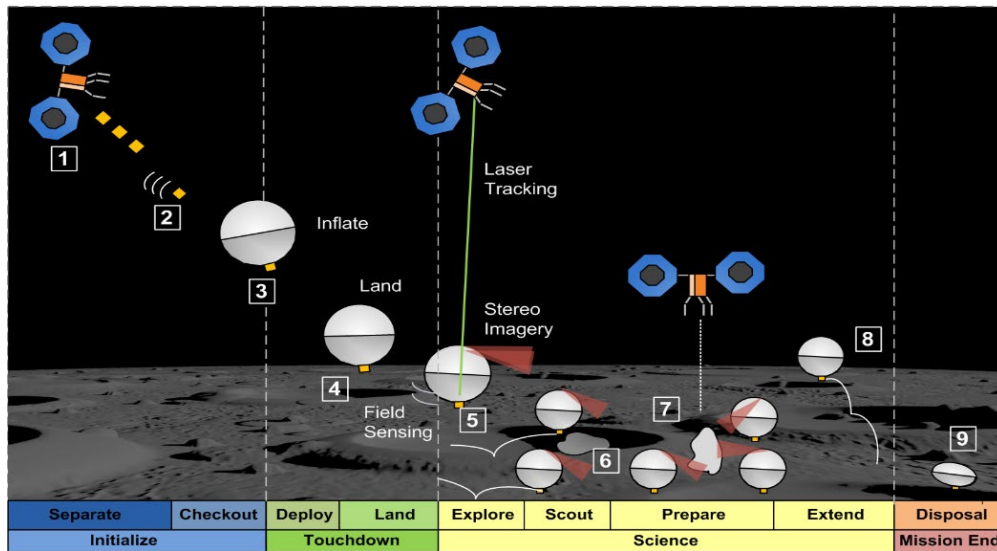 1
2
Inflate
3
Land
4
Laser
Tracking
Stereo
Imagery
Field
Sensing
5
6
7
8
9
Separate Checkout Deploy Land Explore Scout Prepare Extend Disposal
Initialize Touchdown Science Mission End